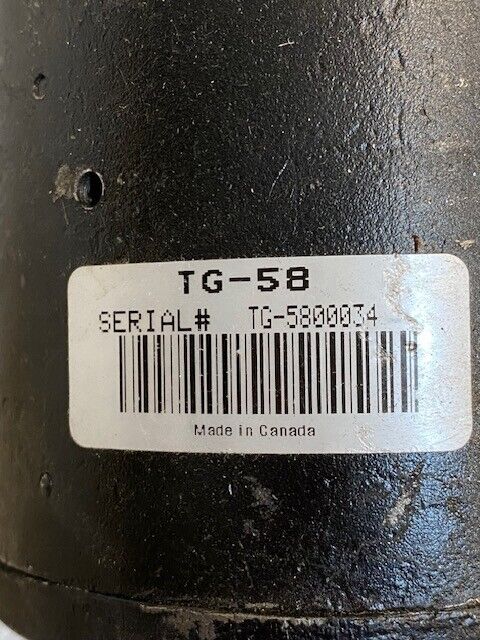 TG-58
SERIAL# TG-5800034
Made in Canada